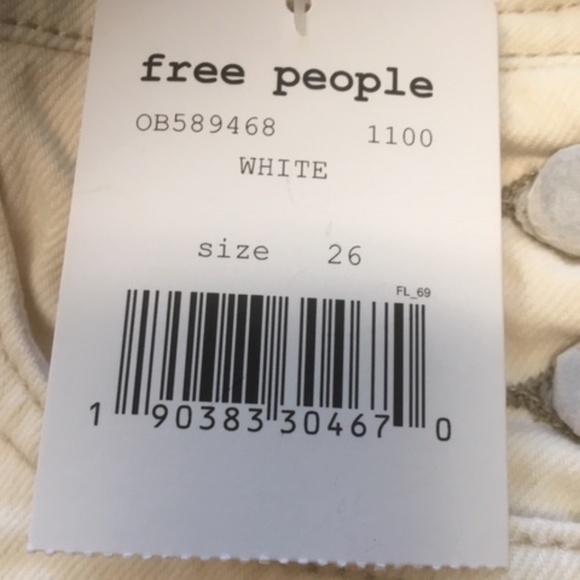 free people
OB589468 1100
WHITE
size 26
FL_69
1 90383 30467 0